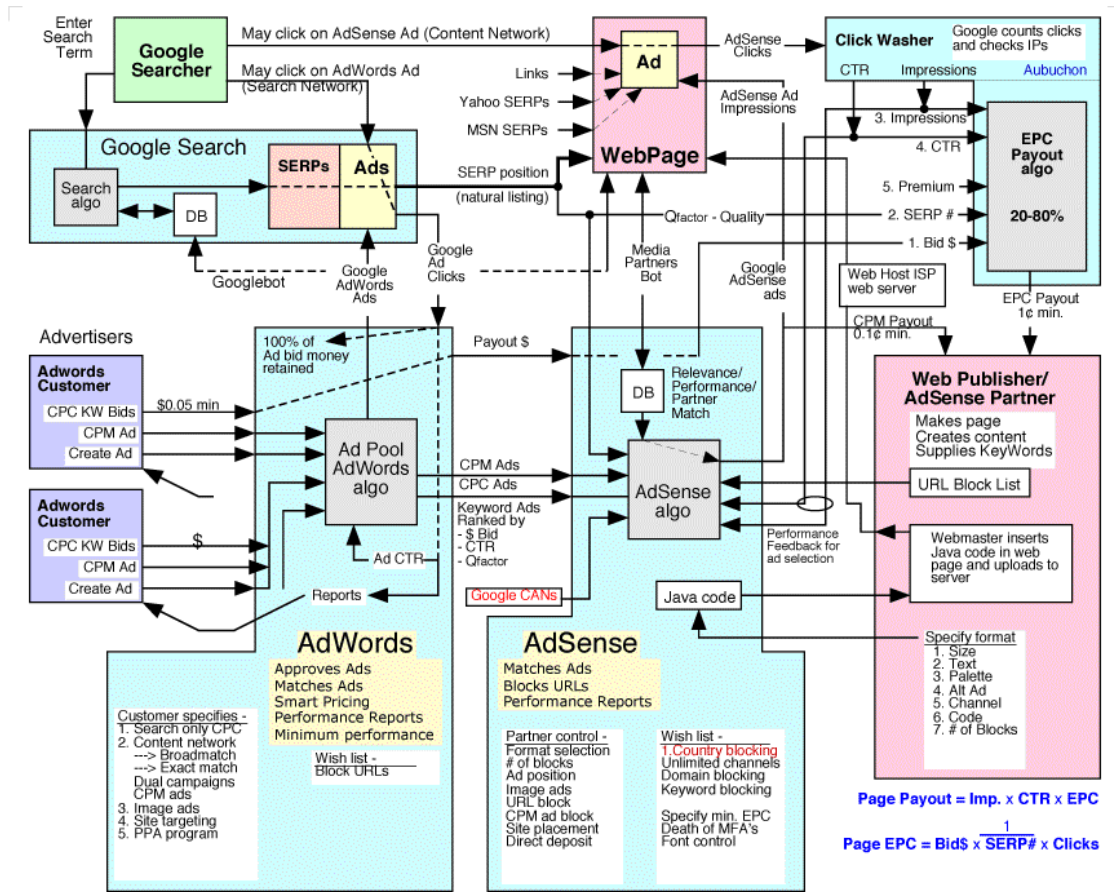 Enter
Search
Term
Google
Searcher
May click on AdSense Ad (Content Network)
May click on AdWords Ad
(Search Network)
Links
Yahoo SERPs
MSN SERPs
Ad
WebPage
AdSense
Clicks
AdSense Ad
Impressions
Click Washer
Google counts clicks
and checks IPs
CTR
Impressions
Aubuchon
3. Impressions
4. CTR
5. Premium
2. SERP #
1. Bid $
EPC
Payout
algo
20-80%
Google Search
Search
algo
DB
SERPs
Ads
SERP position
(natural listing)
Qfactor - Quality
Googlebot
Google
AdWords
Ads
Google
Ad
Clicks
Media
Partners
Bot
Google
AdSense
ads
Web Host ISP
web server
EPC Payout
1¢ min.
CPM Payout
0.1¢ min.
Advertisers
Adwords
Customer
CPC KW Bids
CPM Ad
Create Ad
$0.05 min
Adwords
Customer
CPC KW Bids
CPM Ad
Create Ad
$
100% of
Ad bid money
retained
Payout $
Ad Pool
AdWords
algo
Ad CTR
Reports
CPM Ads
CPC Ads
Keyword Ads
Ranked by
- $ Bid
- CTR
- Qfactor
Google CANs
DB
Relevance/
Performance/
Partner
Match
AdSense
algo
Performance
Feedback for
ad selection
Java code
Web Publisher/
AdSense Partner
Makes page
Creates content
Supplies KeyWords
URL Block List
Webmaster inserts
Java code in web
page and uploads to
server
Specify format
1. Size
2. Text
3. Palette
4. Alt Ad
5. Channel
6. Code
7. # of Blocks
AdWords
Approves Ads
Matches Ads
Smart Pricing
Performance Reports
Minimum performance
Customer specifies -
1. Search only CPC
2. Content network
---> Broadmatch
---> Exact match
Dual campaigns
CPM ads
3. Image ads
4. Site targeting
5. PPA program
Wish list -
Block URLs
AdSense
Matches Ads
Blocks URLs
Performance Reports
Partner control -
Format selection
# of blocks
Ad position
Image ads
URL block
CPM ad block
Site placement
Direct deposit
Wish list -
1.Country blocking
Unlimited channels
Domain blocking
Keyword blocking
Specify min. EPC
Death of MFA's
Font control
Page Payout = Imp. x CTR x EPC
Page EPC = Bid$ x 1/SERP# x Clicks